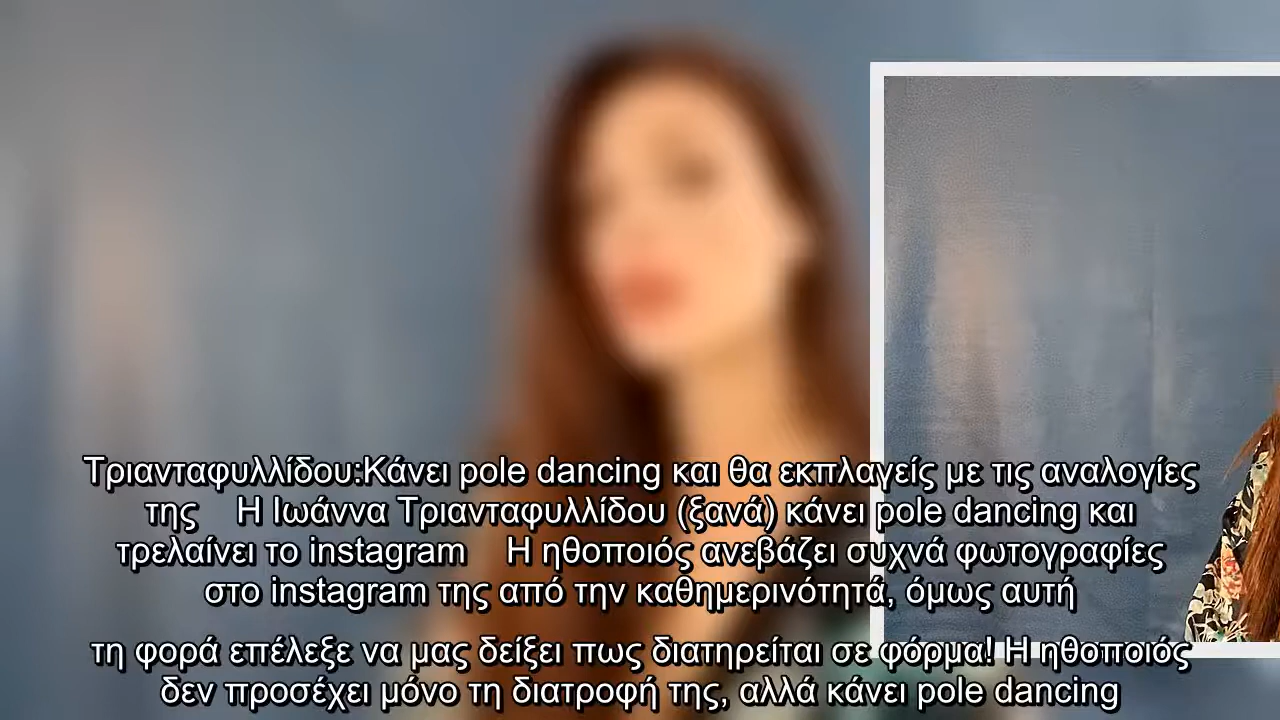 Τριανταφυλλίδου:Κάνει pole dancing και θα εκπλαγείς με τις αναλογίες
της Η Ιωάννα Τριανταφυλλίδου (ξανά) κάνει pole dancing και
τρελαίνει το instagram Η ηθοποιός ανεβάζει συχνά φωτογραφίες
στο instagram της από την καθημερινότητά, όμως αυτή
τη φορά επέλεξε να μας δείξει πως διατηρείται σε φόρμα! Η ηθοποιός
δεν προσέχει μόνο τη διατροφή της, αλλά κάνει pole dancing